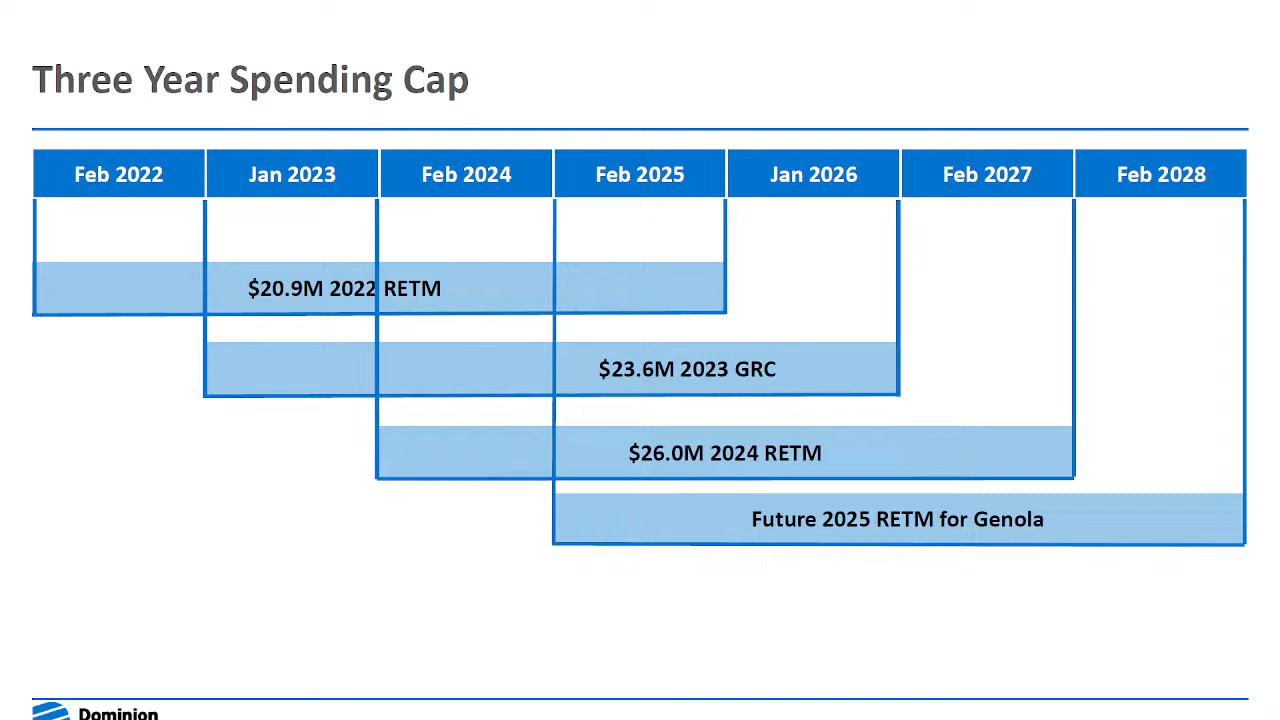 Three Year Spending Cap
Feb 2022 Jan 2023 Feb 2024 Feb 2025 Jan 2026 Feb 2027 Feb 2028
$20.9M 2022 RETM
$23.6M 2023 GRC
$26.0M 2024 RETM
Future 2025 RETM for Genola
Dominion